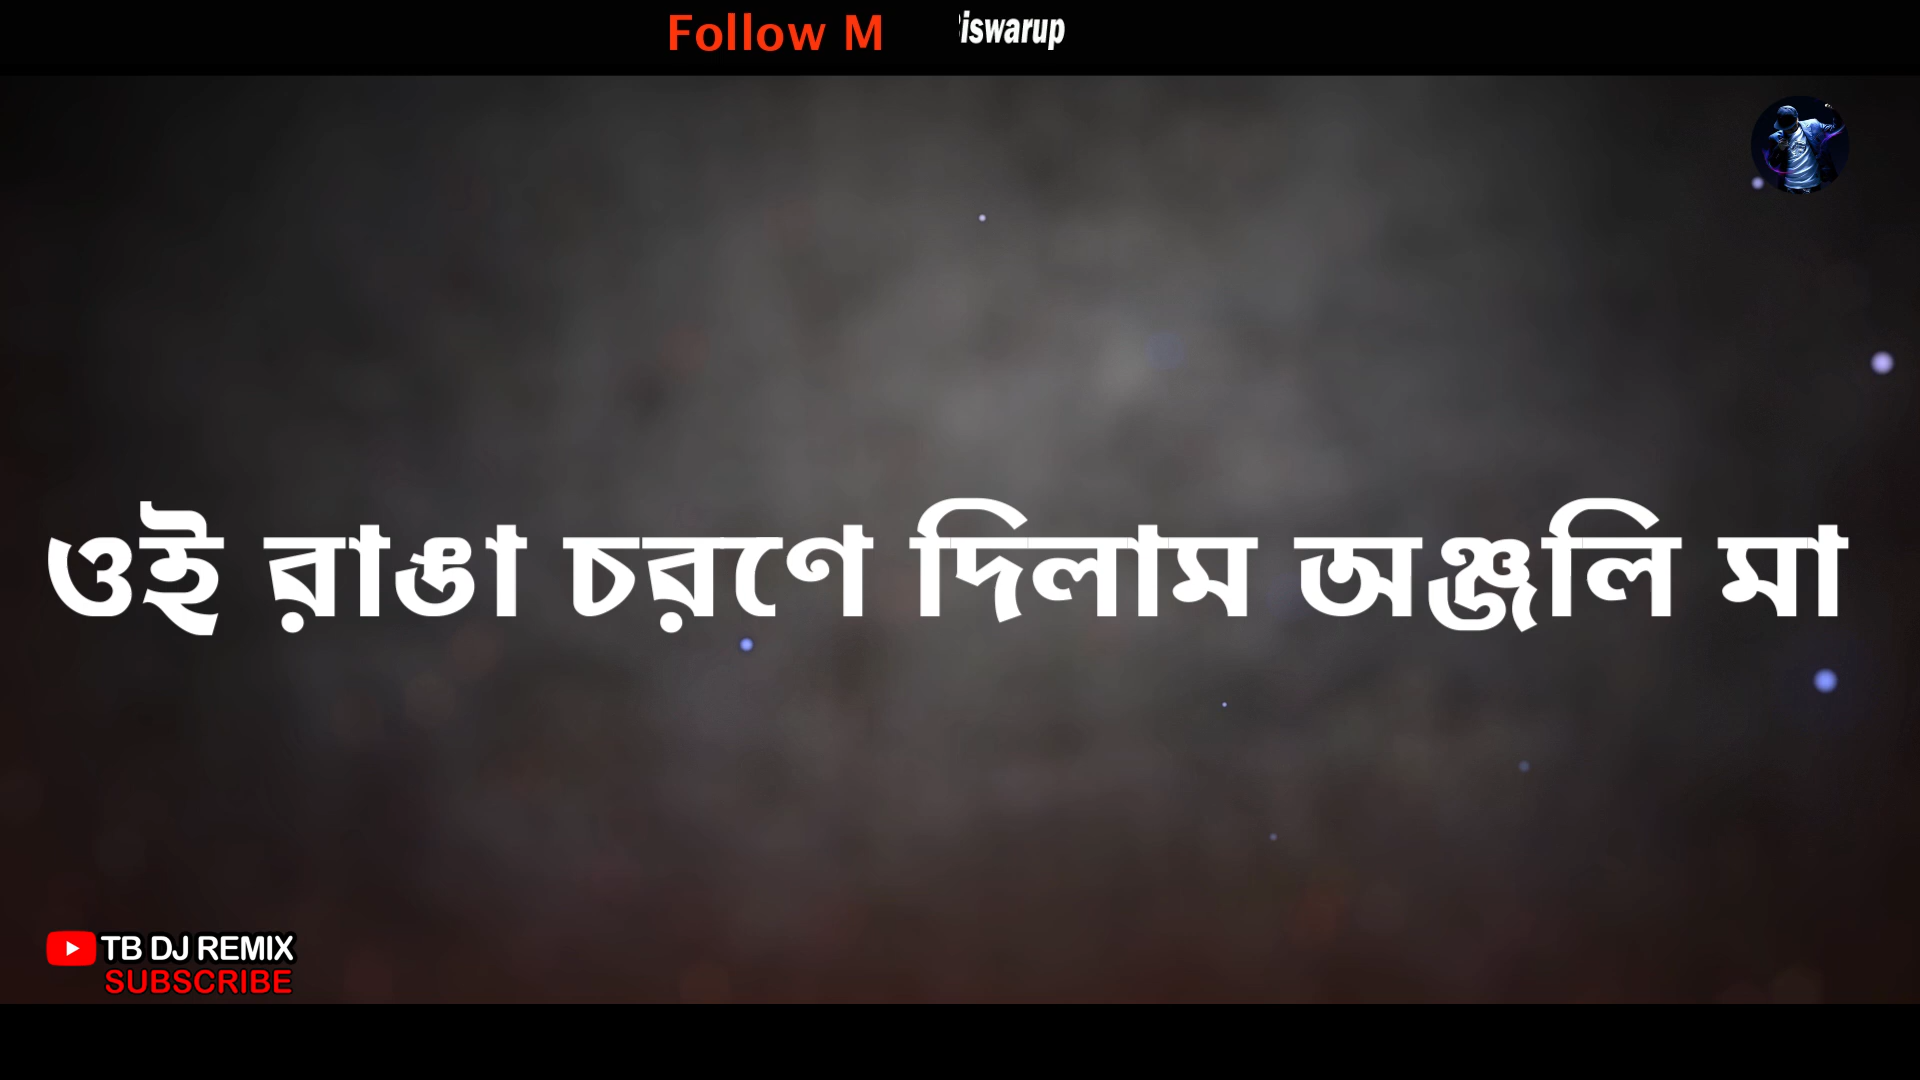 Follow M
iswarup
ওই রাঙা চরণে দিলাম অঞ্জলি মা
TB DJ REMIX
SUBSCRIBE